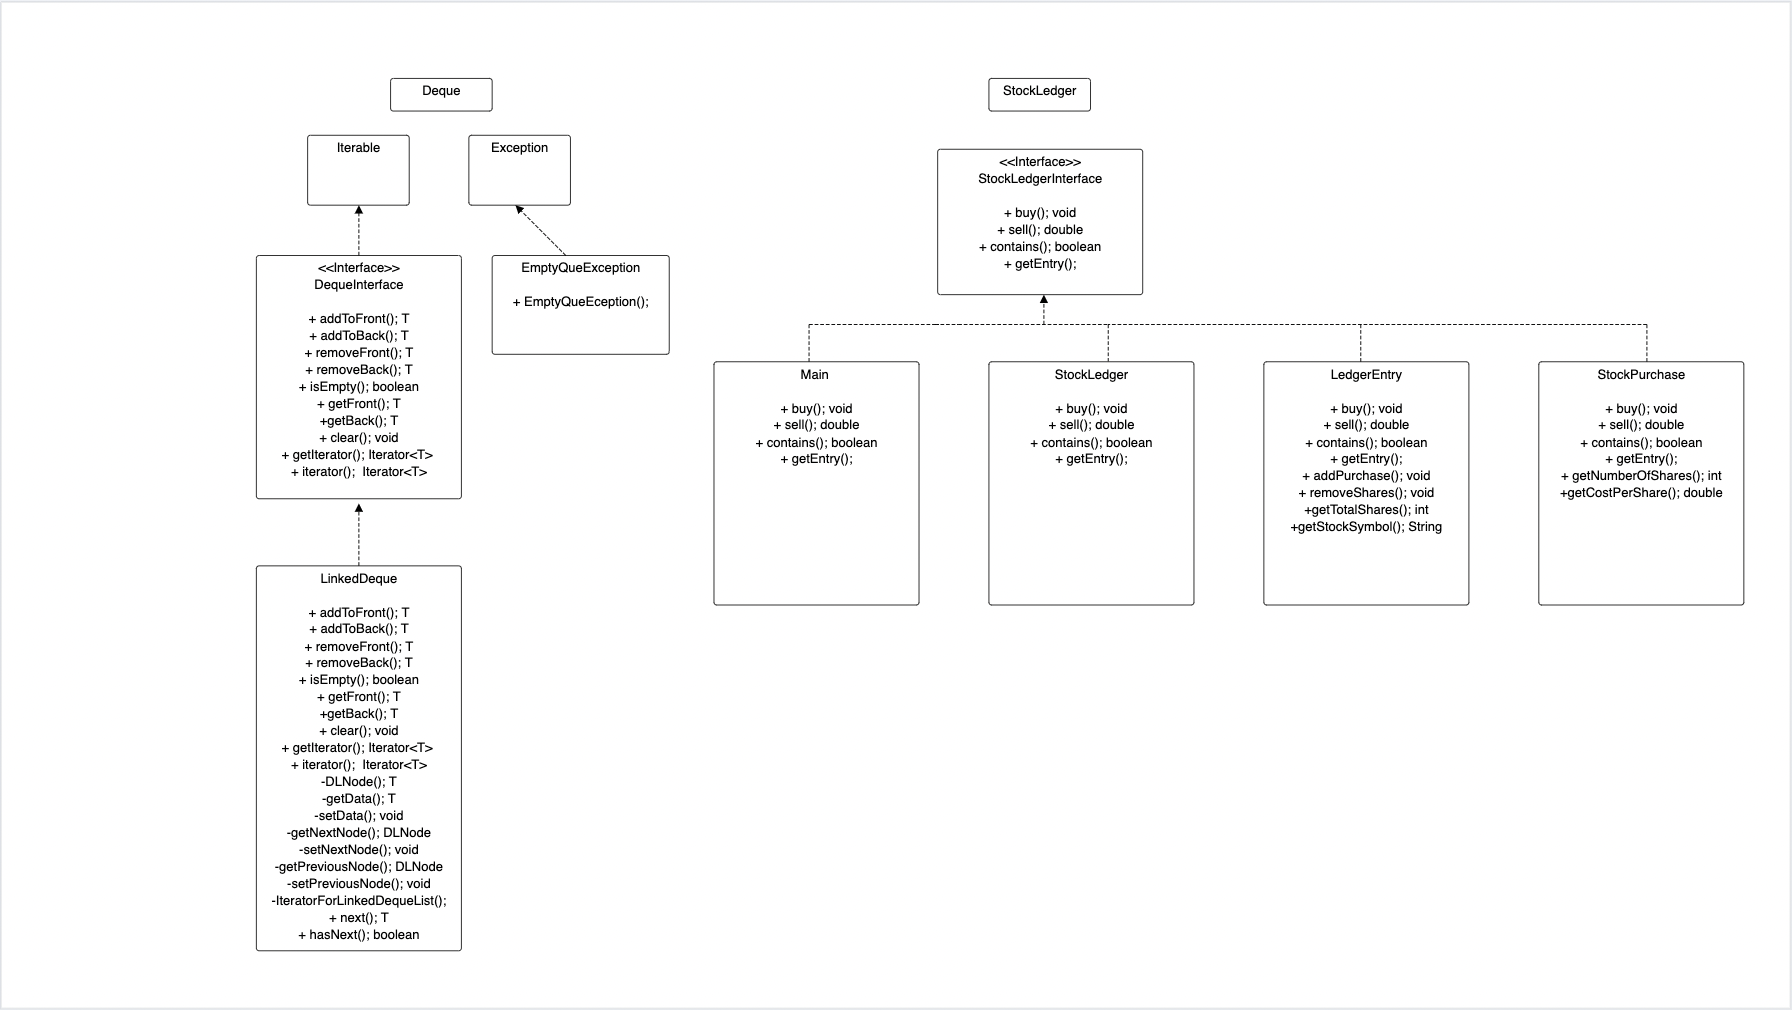 Deque
Iterable
Exception
<<Interface>>
DequeInterface
+ addToFront(); T
+ addToBack(); T
+ removeFront(); T
+ removeBack(); T
+ isEmpty(); boolean
+ getFront(); T
+getBack(); T
+ clear(); void
+ getIterator(); Iterator<T>
+ iterator();  Iterator<T>
EmptyQueException
+ EmptyQueEception();
LinkedDeque
+ addToFront(); T
+ addToBack(); T
+ removeFront(); T
+ removeBack(); T
+ isEmpty(); boolean
+ getFront(); T
+getBack(); T
+ clear(); void
+ getIterator(); Iterator<T>
+ iterator();  Iterator<T>
-DLNode(); T
-getData(); T
-setData(); void
-getNextNode(); DLNode
-setNextNode(); void
-getPreviousNode(); DLNode
-setPreviousNode(); void
-IteratorForLinkedDequeList();
+ next(); T
+ hasNext(); boolean
StockLedger
<<Interface>>
StockLedgerInterface
+ buy(); void
+ sell(); double
+ contains(); boolean
+ getEntry();
Main
+ buy(); void
+ sell(); double
+ contains(); boolean
+ getEntry();
StockLedger
+ buy(); void
+ sell(); double
+ contains(); boolean
+ getEntry();
LedgerEntry
+ buy(); void
+ sell(); double
+ contains(); boolean
+ getEntry();
+ addPurchase(); void
+ removeShares(); void
+getTotalShares(); int
+getStockSymbol(); String
StockPurchase
+ buy(); void
+ sell(); double
+ contains(); boolean
+ getEntry();
+ getNumberOfShares(); int
+getCostPerShare(); double